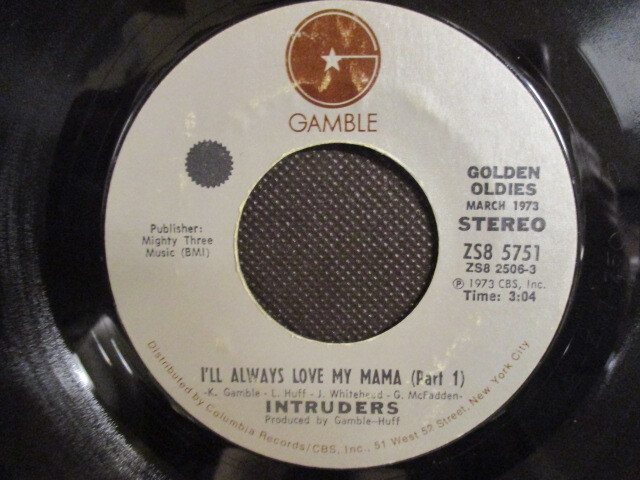 GAMBLE
GOLDEN
OLDIES
MARCH 1973
STEREO
ZS8 5751
ZS8 2506-3
Ⓟ 1973 CBS, Inc.
Time: 3:04
Publisher:
Mighty Three
Music (BMI)
I'LL ALWAYS LOVE MY MAMA (Part 1)
-K. Gamble - L. Huff - J. Whitehead - G. McFadden-
INTRUDERS
Produced by Gamble-Huff
Distributed by Columbia Records/CBS, Inc., 51 West 52 Street, New York City